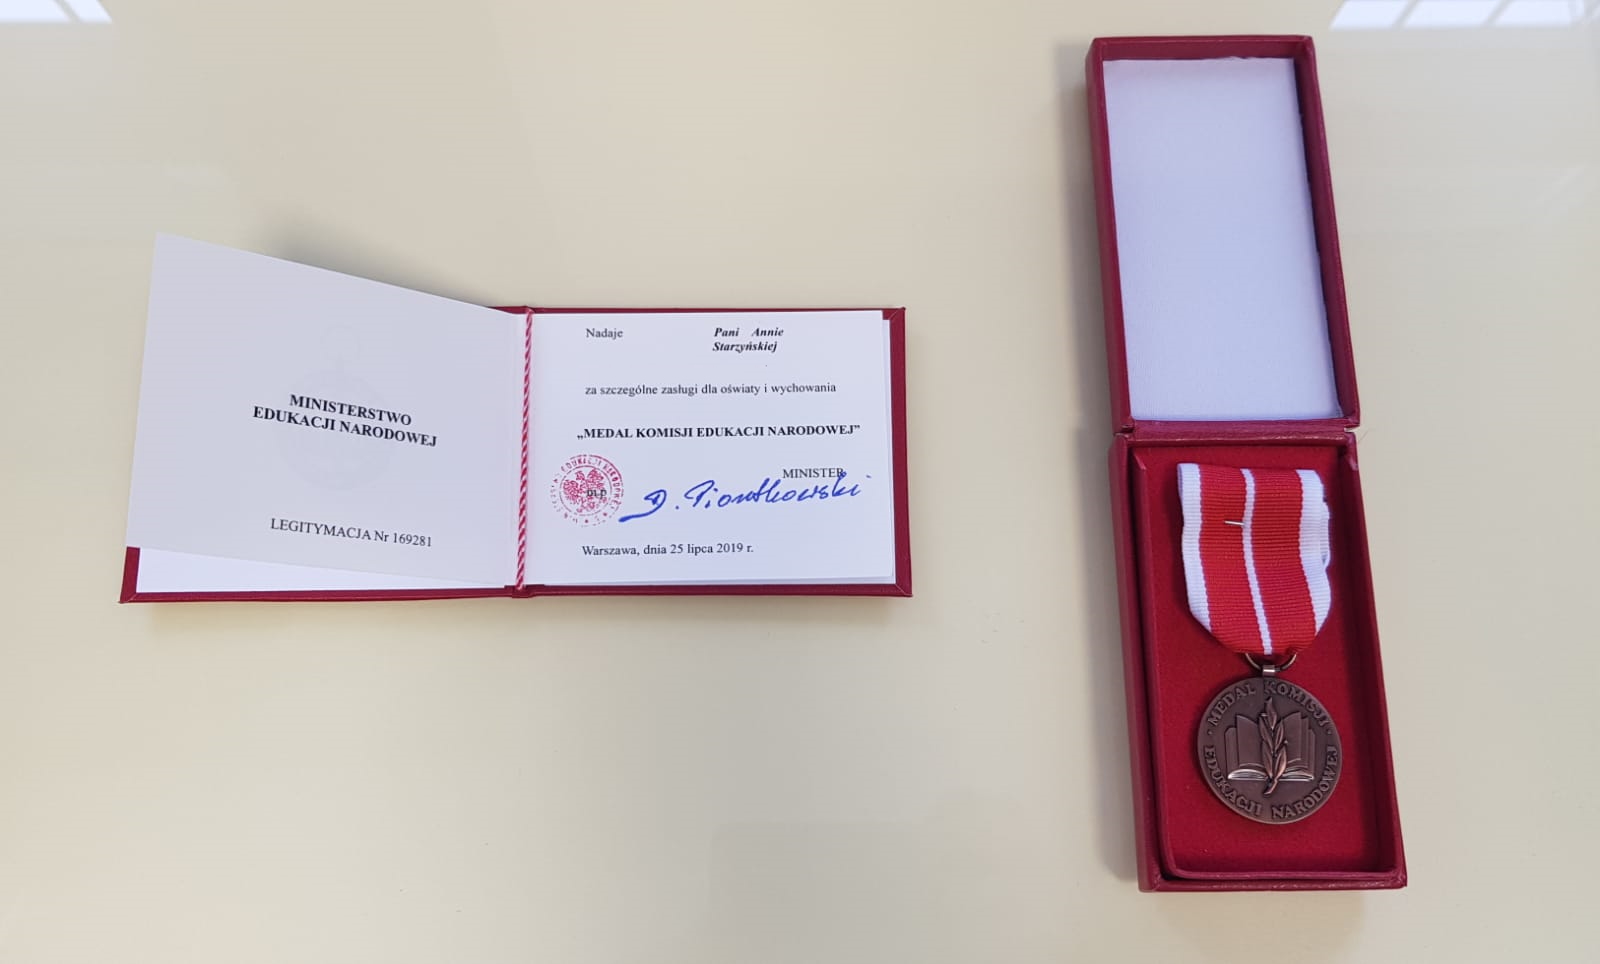 MINISTERSTWO
EDUKACJI NARODOWEJ
LEGITYMACJA Nr 169281
Nadaje Pani Annie
Starzyńskiej
za szczególne zasługi dla oświaty i wychowania
„MEDAL KOMISJI EDUKACJI NARODOWEJ”
MINISTER
D. Piontkowski
Warszawa, dnia 25 lipca 2019 r.
MEDAL KOMISJI
EDUKACJI NARODOWEJ